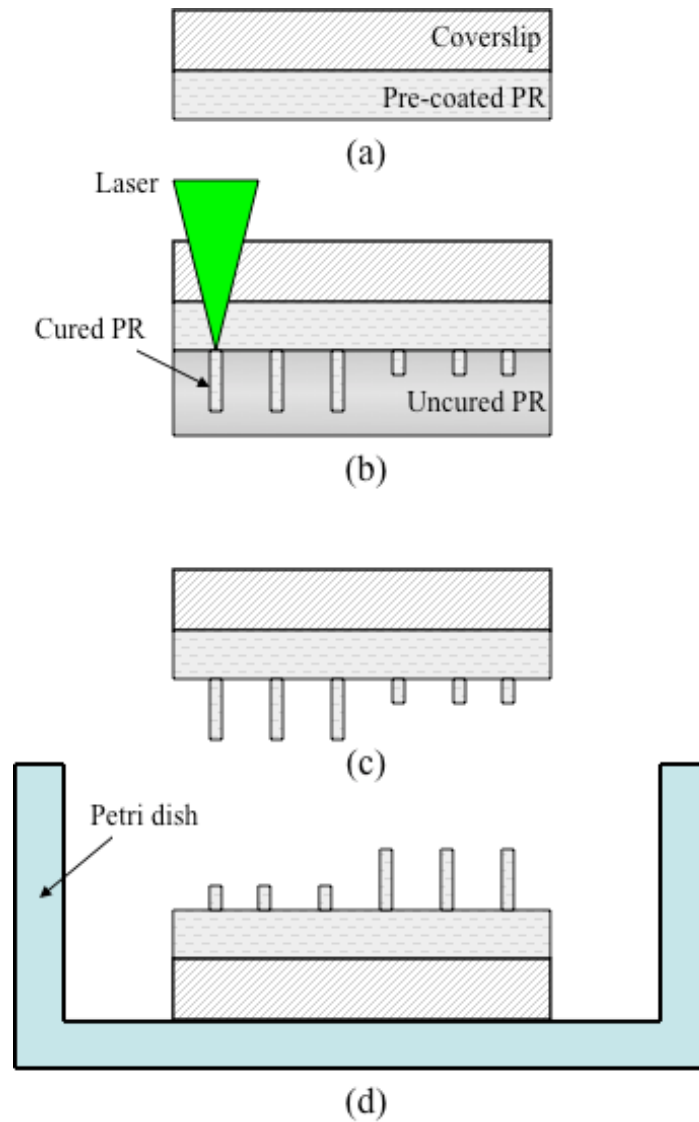 Coverslip
Pre-coated PR
(a)
Laser
Cured PR
Uncured PR
(b)
(c)
Petri dish
(d)